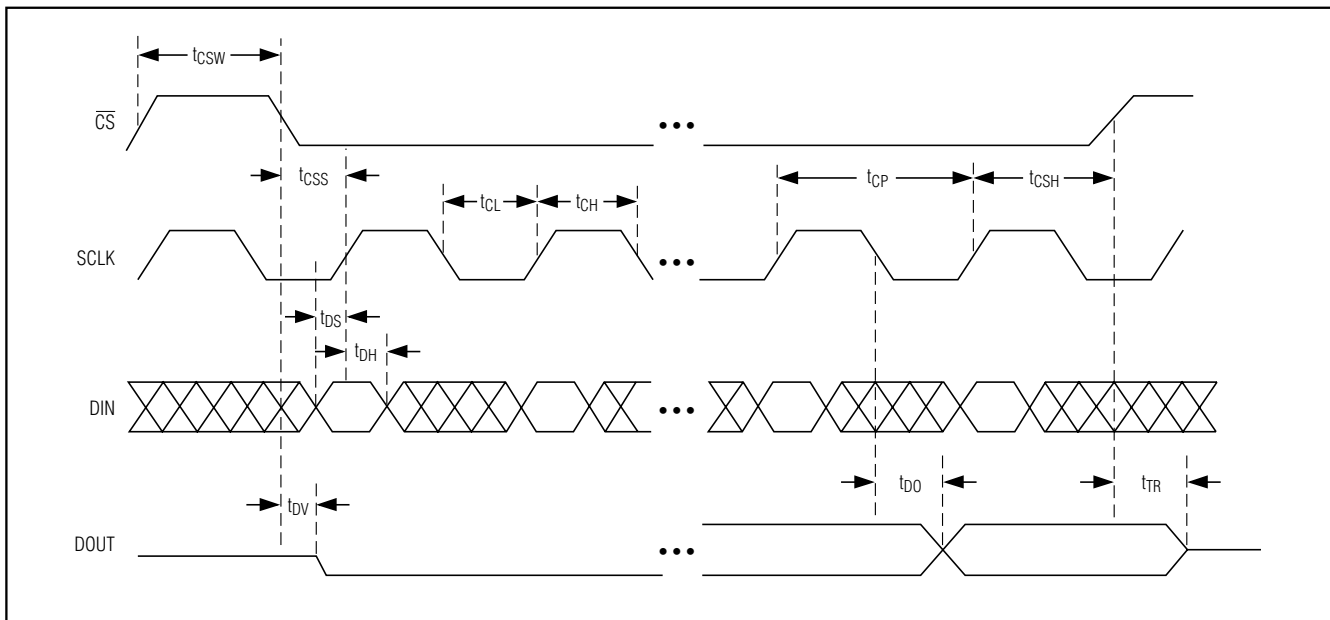 tCSW
CS
tCSS
tCP
tCSH
tCL
tCH
SCLK
tDS
tDH
DIN
tDO
tTR
tDV
DOUT